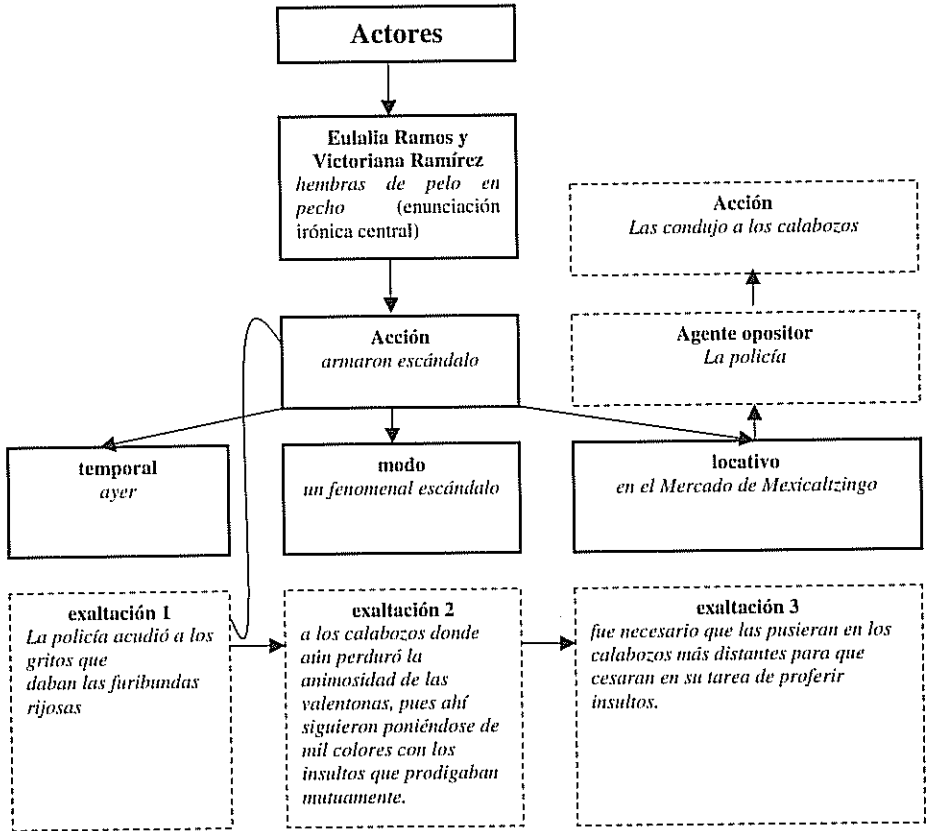 Actores
Eulalia Ramos y
Victoriana Ramírez
hembras de pelo en
pecho (enunciación
irónica central)
Acción
Las condujo a los calabozos
Acción
armaron escándalo
Agente opositor
La policía
temporal
ayer
modo
un fenomenal escándalo
locativo
en el Mercado de Mexicaltzingo
exaltación 1
La policía acudió a los
gritos que
daban las furibundas
rijosas
exaltación 2
a los calabozos donde
aún perduró la
animosidad de las
valentonas, pues ahí
siguieron poniéndose de
mil colores con los
insultos que prodigaban
mutuamente.
exaltación 3
fue necesario que las pusieran en los
calabozos más distantes para que
cesaran en su tarea de proferir
insultos.